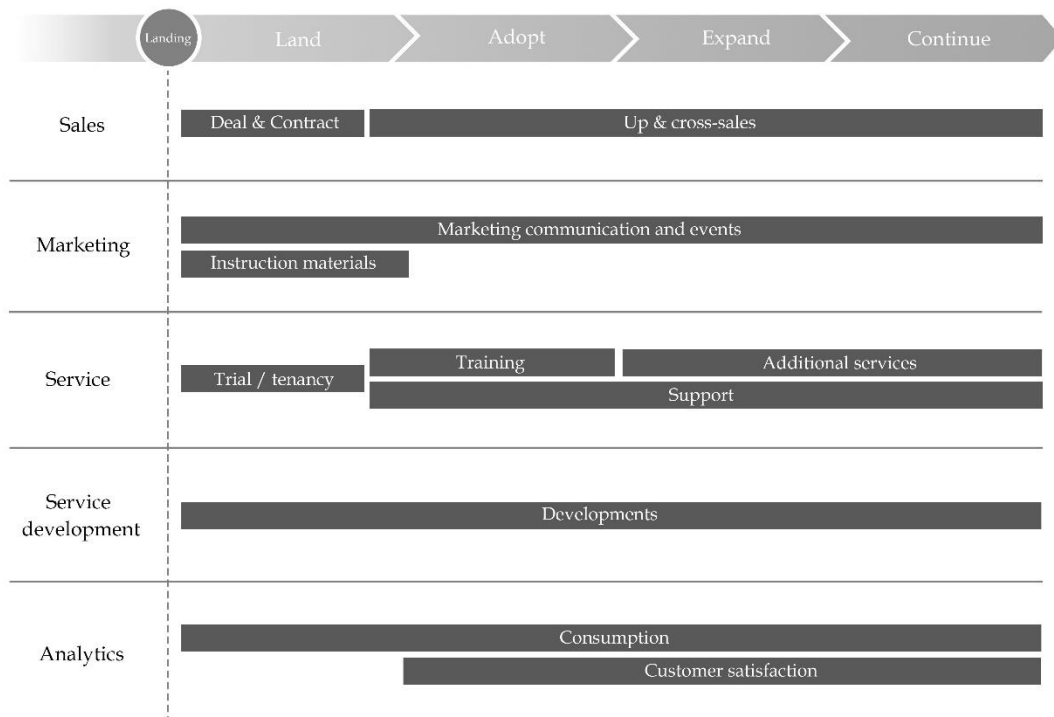 Landing
Land
Adopt
Expand
Continue
Sales
Deal & Contract
Up & cross-sales
Marketing
Marketing communication and events
Instruction materials
Service
Trial / tenancy
Training
Additional services
Support
Service
development
Developments
Analytics
Consumption
Customer satisfaction